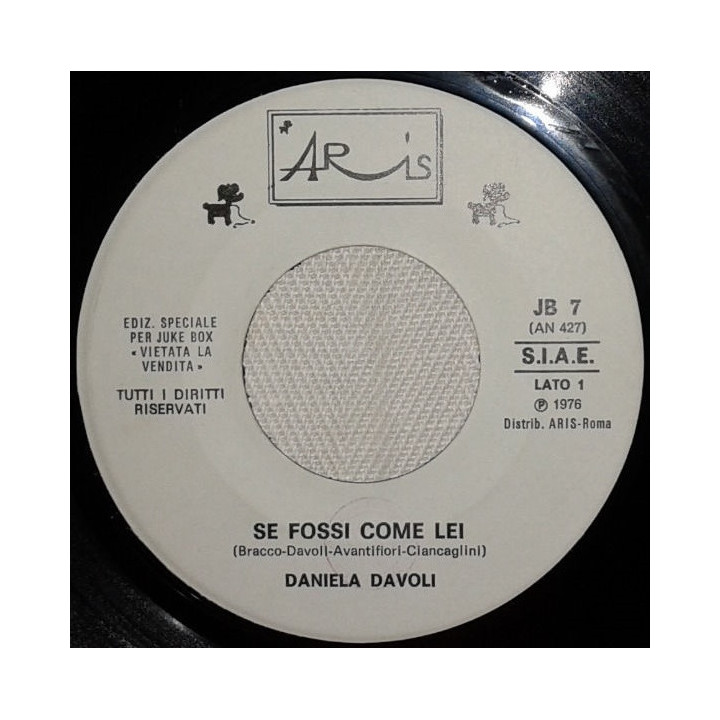 ARIS
EDIZ. SPECIALE
PER JUKE BOX
« VIETATA LA
VENDITA »
TUTTI I DIRITTI
RISERVATI
JB 7
(AN 427)
S.I.A.E.
LATO 1
℗ 1976
Distrib. ARIS-Roma
SE FOSSI COME LEI
(Bracco-Davoli-Avantifiori-Ciancaglini)
DANIELA DAVOLI